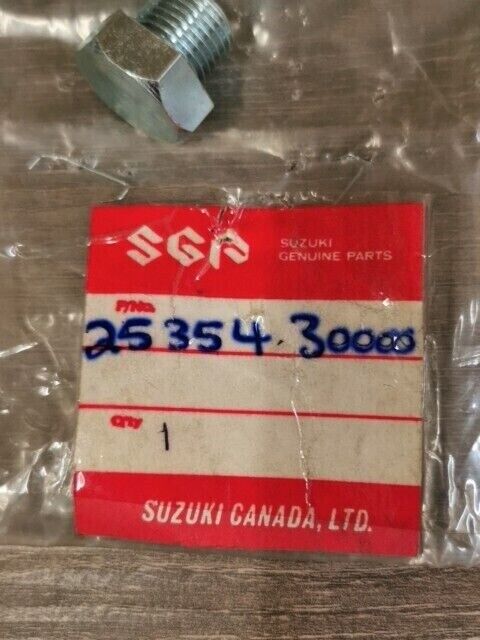 SGP
SUZUKI
GENUINE PARTS
P/No.
25354-30000
QTY 1
SUZUKI CANADA, LTD.